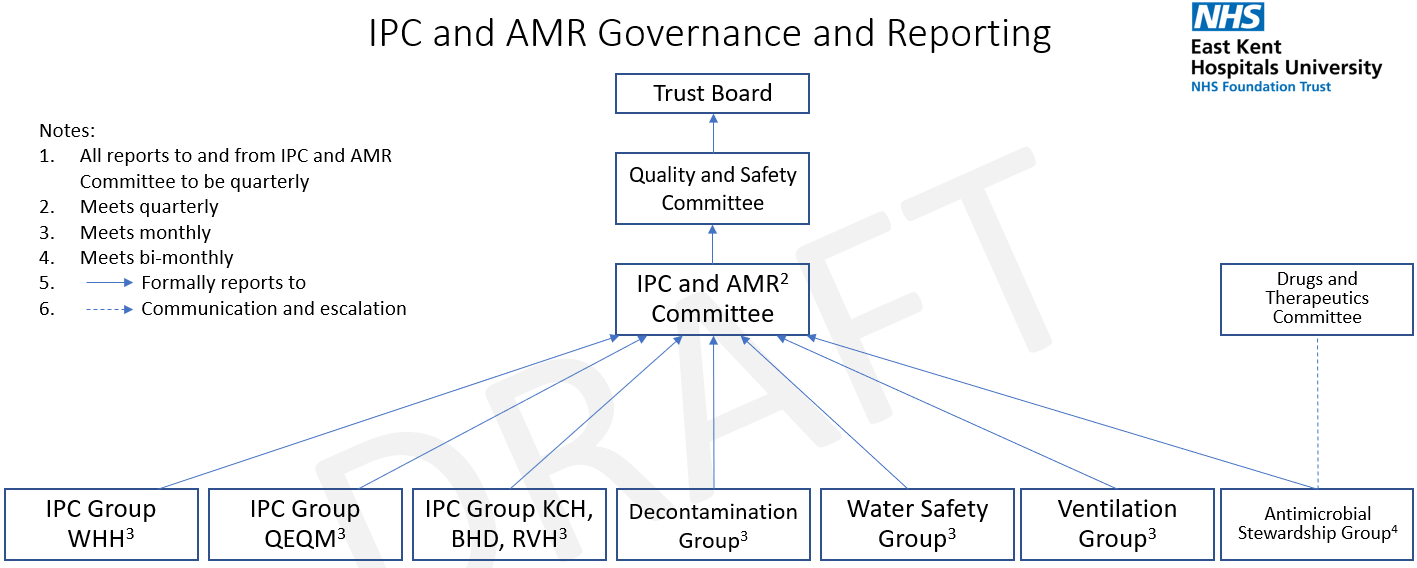 IPC and AMR Governance and Reporting
NHS
East Kent
Hospitals University
NHS Foundation Trust
Trust Board
Notes:
1. All reports to and from IPC and AMR
Committee to be quarterly
2. Meets quarterly
3. Meets monthly
4. Meets bi-monthly
5. Formally reports to
6. Communication and escalation
Quality and Safety
Committee
IPC and AMR²
Committee
Drugs and
Therapeutics
Committee
DRAFT
IPC Group
WHH³
IPC Group
QEQM³
IPC Group KCH,
BHD, RVH³
Decontamination
Group³
Water Safety
Group³
Ventilation
Group³
Antimicrobial
Stewardship Group⁴